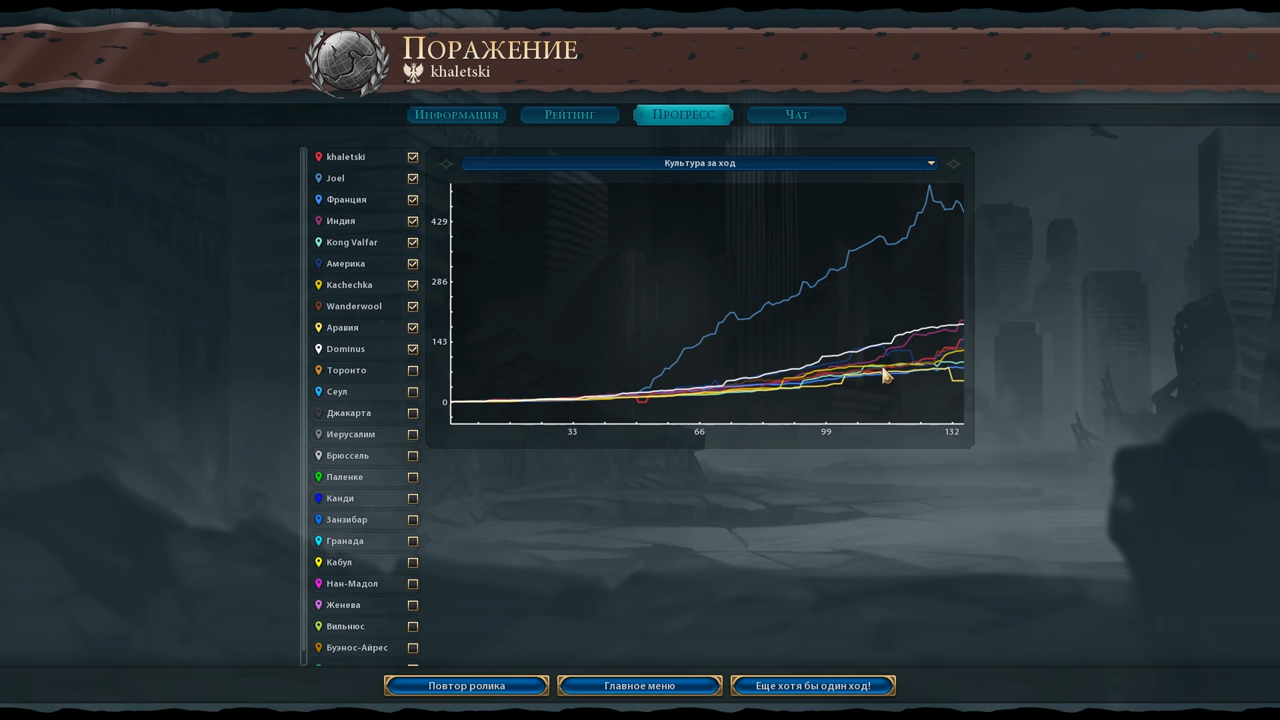 Поражение
khaletski
Информация
Рейтинг
Прогресс
Чат
khaletski
Joel
Франция
Индия
Kong Valfar
Америка
Kachechka
Wanderwool
Аравия
Dominus
Торонто
Сеул
Джакарта
Иерусалим
Брюссель
Паленке
Канди
Занзибар
Гранада
Кабул
Нан-Мадол
Женева
Вильнюс
Буэнос-Айрес
Культура за ход
429
286
143
0
33
66
99
132
Повтор ролика
Главное меню
Еще хотя бы один ход!